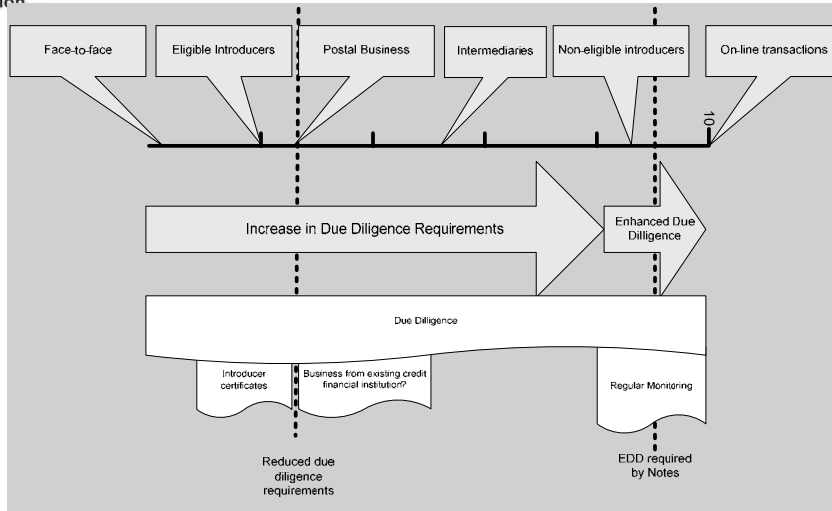 Face-to-face
Eligible Introducers
Postal Business
Intermediaries
Non-eligible introducers
On-line transactions
10
Increase in Due Diligence Requirements
Enhanced Due
Dilligence
Due Dilligence
Introducer
certificates
Business from existing credit
financial institution?
Regular Monitoring
Reduced due
diligence
requirements
EDD required
by Notes